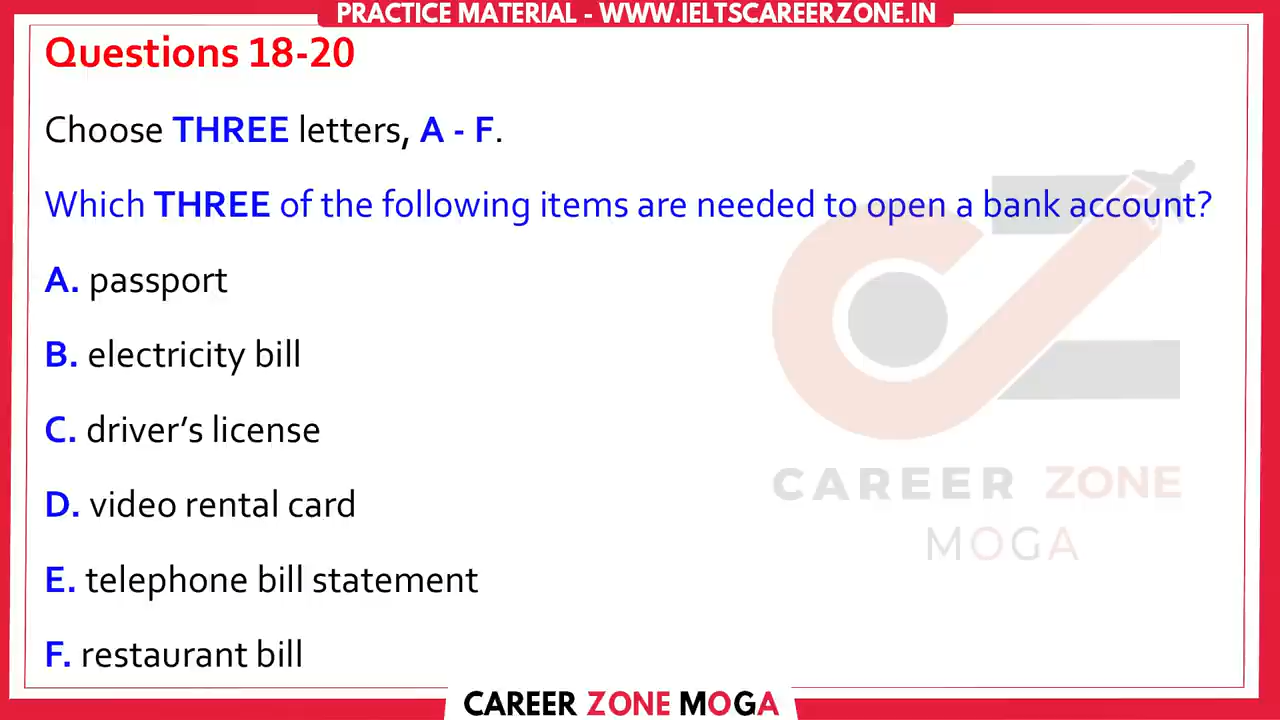 PRACTICE MATERIAL - WWW.IELTSCAREERZONE.IN
Questions 18-20
Choose THREE letters, A - F.
Which THREE of the following items are needed to open a bank account?
A. passport
B. electricity bill
C. driver’s license
D. video rental card
E. telephone bill statement
F. restaurant bill
CAREER ZONE
MOGA
CAREER ZONE MOGA